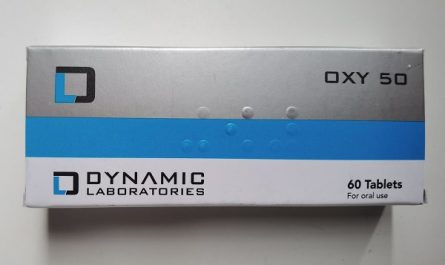 OXY 50
DYNAMIC
LABORATORIES
60 Tablets
For oral use